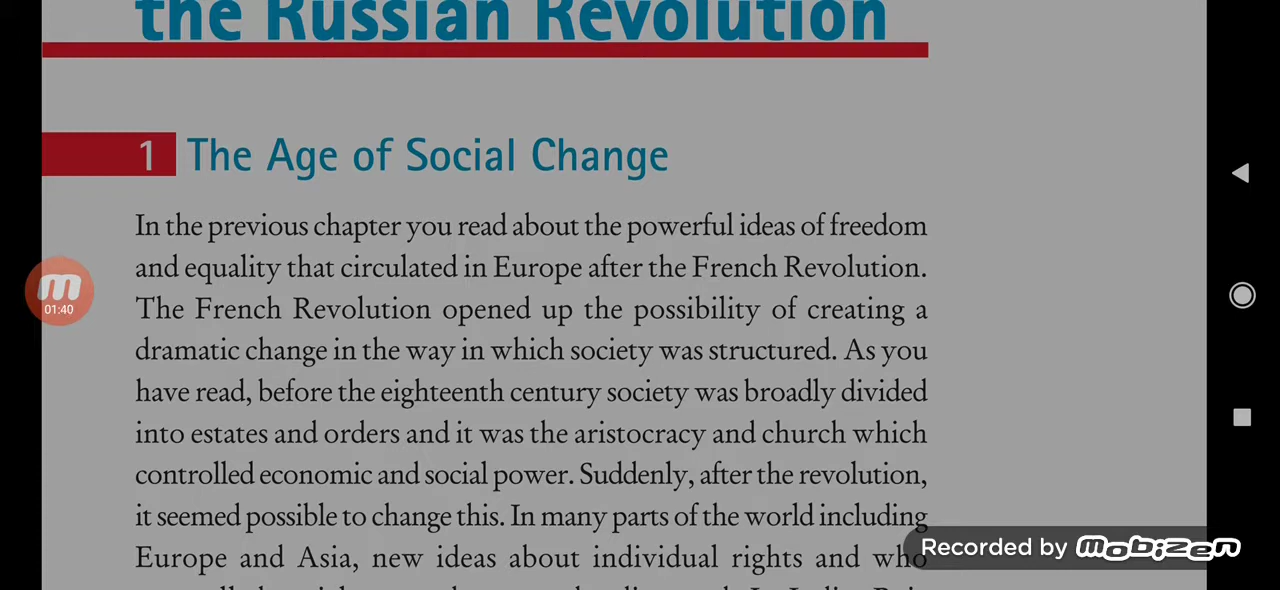 the Russian Revolution
1 The Age of Social Change
In the previous chapter you read about the powerful ideas of freedom
and equality that circulated in Europe after the French Revolution.
The French Revolution opened up the possibility of creating a
dramatic change in the way in which society was structured. As you
have read, before the eighteenth century society was broadly divided
into estates and orders and it was the aristocracy and church which
controlled economic and social power. Suddenly, after the revolution,
it seemed possible to change this. In many parts of the world including
Europe and Asia, new ideas about individual rights and who
01:40
Recorded by mobizen